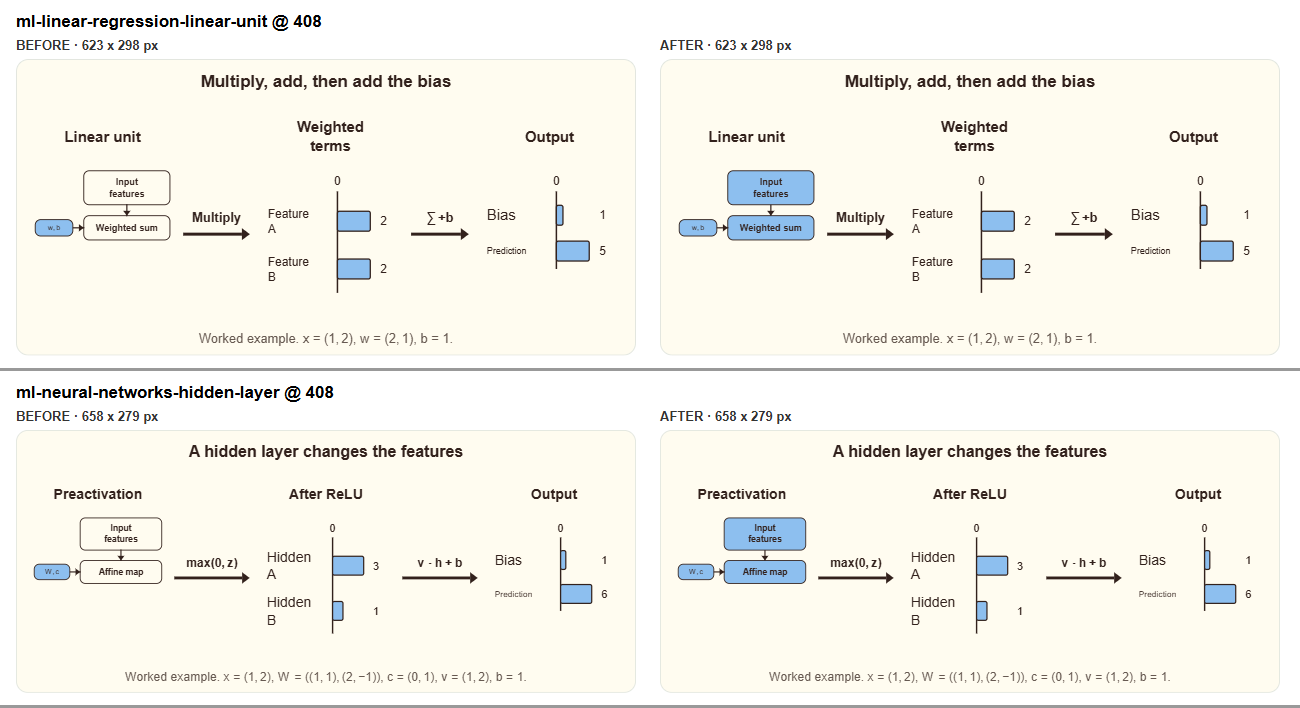 ml-linear-regression-linear-unit @ 408
BEFORE · 623 x 298 px
Multiply, add, then add the bias
Linear unit
Weighted
terms
Output
Input
features
w, b
Weighted sum
Multiply
0
Feature
A
2
Feature
B
2
∑ +b
0
Bias
1
Prediction
5
Worked example. x = (1, 2), w = (2, 1), b = 1.
AFTER · 623 x 298 px
Multiply, add, then add the bias
Linear unit
Weighted
terms
Output
Input
features
w, b
Weighted sum
Multiply
0
Feature
A
2
Feature
B
2
∑ +b
0
Bias
1
Prediction
5
Worked example. x = (1, 2), w = (2, 1), b = 1.
ml-neural-networks-hidden-layer @ 408
BEFORE · 658 x 279 px
A hidden layer changes the features
Preactivation
After ReLU
Output
Input
features
W, c
Affine map
max(0, z)
0
Hidden
A
3
Hidden
B
1
v · h + b
0
Bias
1
Prediction
6
Worked example. x = (1, 2), W = ((1, 1), (2, −1)), c = (0, 1), v = (1, 2), b = 1.
AFTER · 658 x 279 px
A hidden layer changes the features
Preactivation
After ReLU
Output
Input
features
W, c
Affine map
max(0, z)
0
Hidden
A
3
Hidden
B
1
v · h + b
0
Bias
1
Prediction
6
Worked example. x = (1, 2), W = ((1, 1), (2, −1)), c = (0, 1), v = (1, 2), b = 1.